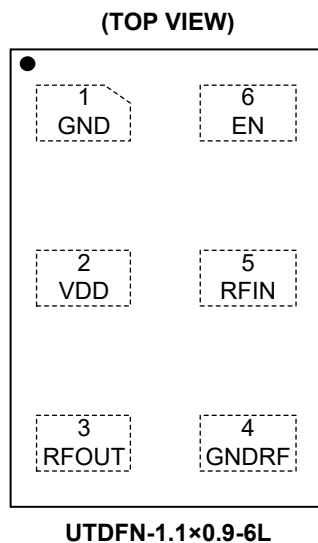 (TOP VIEW)
1
GND
6
EN
2
VDD
5
RFIN
3
RFOUT
4
GNDRF
UTDFN-1.1×0.9-6L